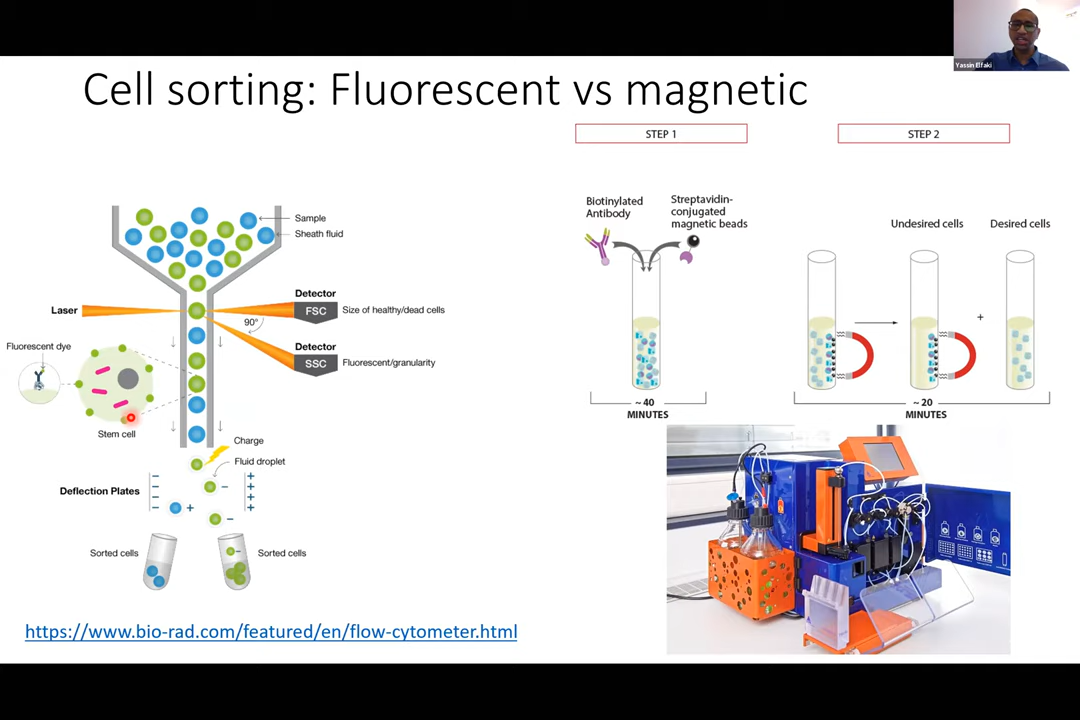 Yassin Elfaki
Cell sorting: Fluorescent vs magnetic
Sample
Sheath fluid
Laser
Detector
FSC
Size of healthy/dead cells
90°
Detector
SSC
Fluorescent/granularity
Fluorescent dye
Stem cell
Charge
Fluid droplet
Deflection Plates
Sorted cells
Sorted cells
https://www.bio-rad.com/featured/en/flow-cytometer.html
STEP 1
STEP 2
Biotinylated
Antibody
Streptavidin-
conjugated
magnetic beads
Undesired cells
Desired cells
+
~ 40
MINUTES
~ 20
MINUTES